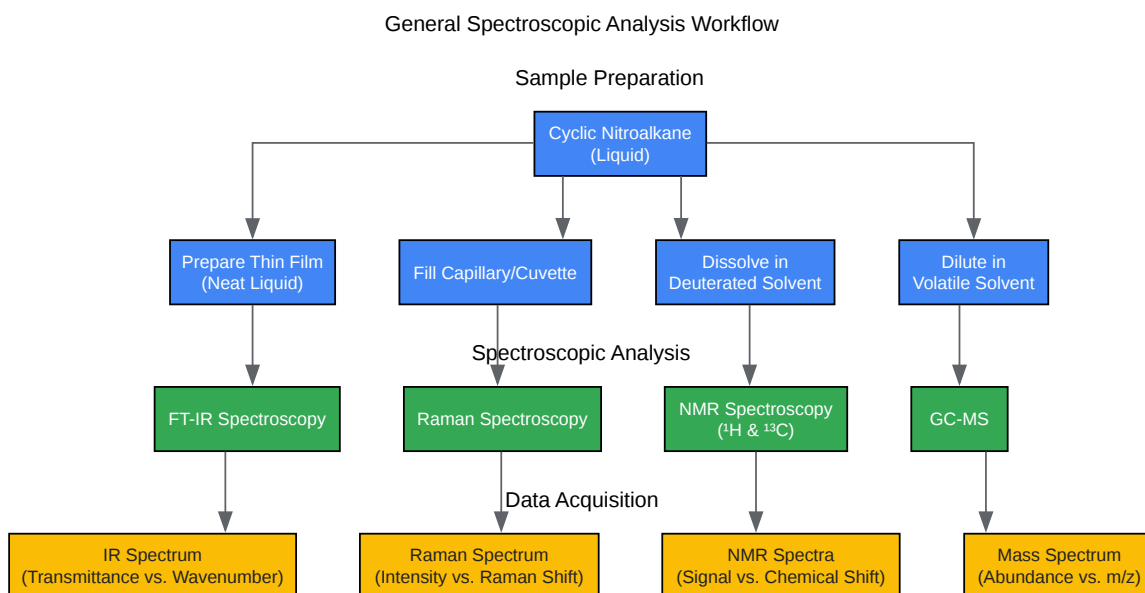 General Spectroscopic Analysis Workflow
Sample Preparation
Cyclic Nitroalkane
(Liquid)
Prepare Thin Film
(Neat Liquid)
Fill Capillary/Cuvette
Dissolve in
Deuterated Solvent
Dilute in
Volatile Solvent
Spectroscopic Analysis
FT-IR Spectroscopy
Raman Spectroscopy
NMR Spectroscopy
(¹H & ¹³C)
GC-MS
Data Acquisition
IR Spectrum
(Transmittance vs. Wavenumber)
Raman Spectrum
(Intensity vs. Raman Shift)
NMR Spectra
(Signal vs. Chemical Shift)
Mass Spectrum
(Abundance vs. m/z)